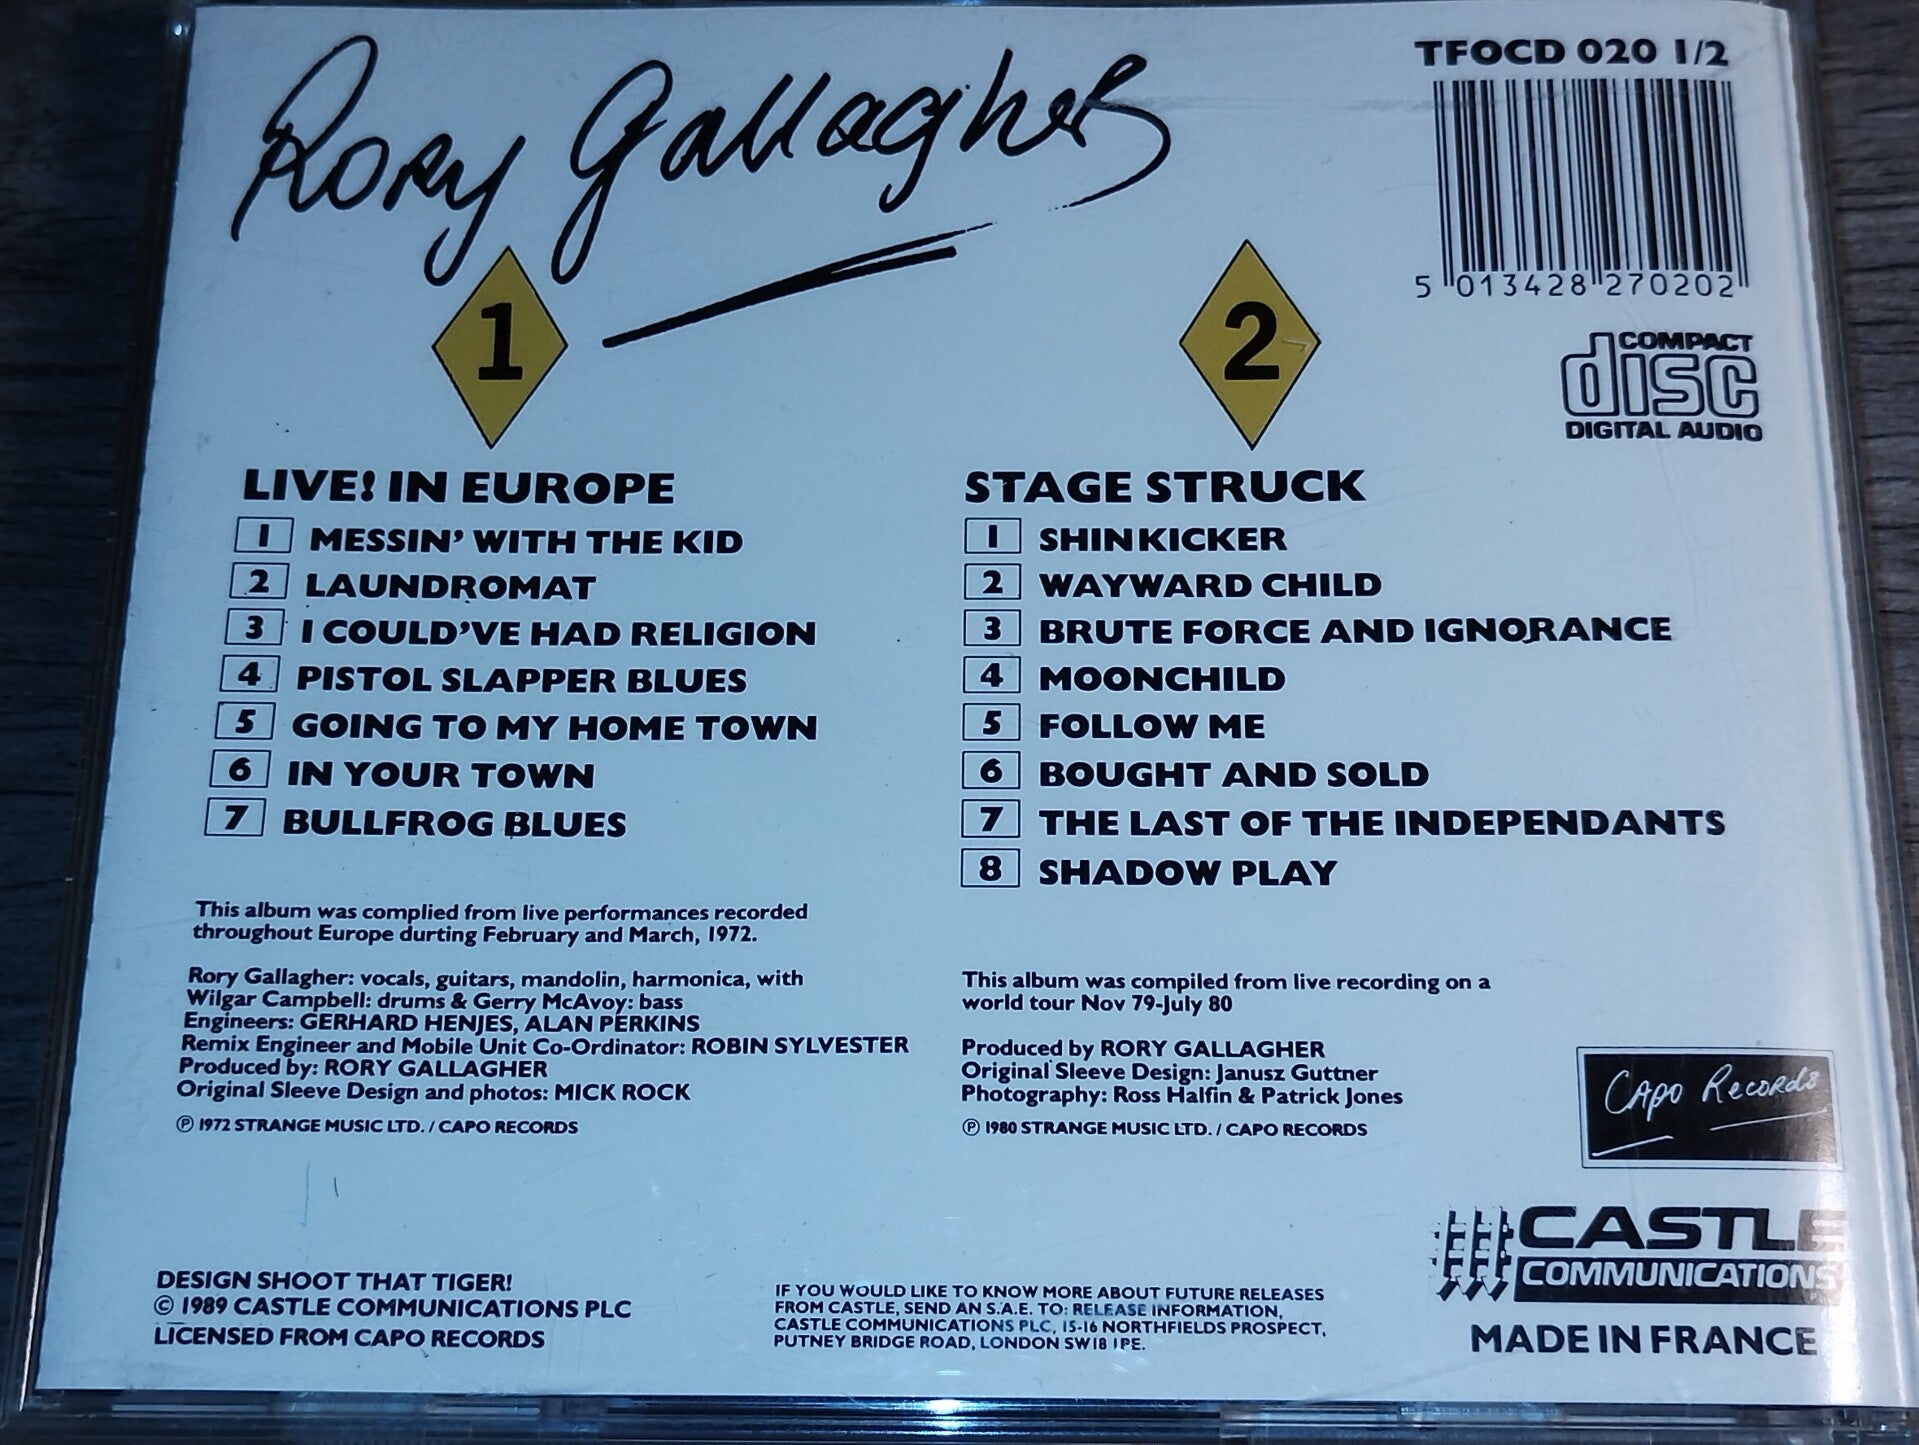 Rory Gallagher
TFOCD 020 1/2
5 013428 270202
COMPACT
disc
DIGITAL AUDIO
1
LIVE! IN EUROPE
1 MESSIN' WITH THE KID
2 LAUNDROMAT
3 I COULD'VE HAD RELIGION
4 PISTOL SLAPPER BLUES
5 GOING TO MY HOME TOWN
6 IN YOUR TOWN
7 BULLFROG BLUES
This album was complied from live performances recorded
throughout Europe durting February and March, 1972.
Rory Gallagher: vocals, guitars, mandolin, harmonica, with
Wilgar Campbell: drums & Gerry McAvoy: bass
Engineers: GERHARD HENJES, ALAN PERKINS
Remix Engineer and Mobile Unit Co-Ordinator: ROBIN SYLVESTER
Produced by: RORY GALLAGHER
Original Sleeve Design and photos: MICK ROCK
℗ 1972 STRANGE MUSIC LTD. / CAPO RECORDS
2
STAGE STRUCK
1 SHINKICKER
2 WAYWARD CHILD
3 BRUTE FORCE AND IGNORANCE
4 MOONCHILD
5 FOLLOW ME
6 BOUGHT AND SOLD
7 THE LAST OF THE INDEPENDANTS
8 SHADOW PLAY
This album was compiled from live recording on a
world tour Nov 79-July 80
Produced by RORY GALLAGHER
Original Sleeve Design: Janusz Guttner
Photography: Ross Halfin & Patrick Jones
℗ 1980 STRANGE MUSIC LTD. / CAPO RECORDS
CAPO Records
CASTLE
COMMUNICATIONS
MADE IN FRANCE
DESIGN SHOOT THAT TIGER!
© 1989 CASTLE COMMUNICATIONS PLC
LICENSED FROM CAPO RECORDS
IF YOU WOULD LIKE TO KNOW MORE ABOUT FUTURE RELEASES
FROM CASTLE, SEND AN S.A.E. TO: RELEASE INFORMATION,
CASTLE COMMUNICATIONS PLC, 15-16 NORTHFIELDS PROSPECT,
PUTNEY BRIDGE ROAD, LONDON SW18 1PE.